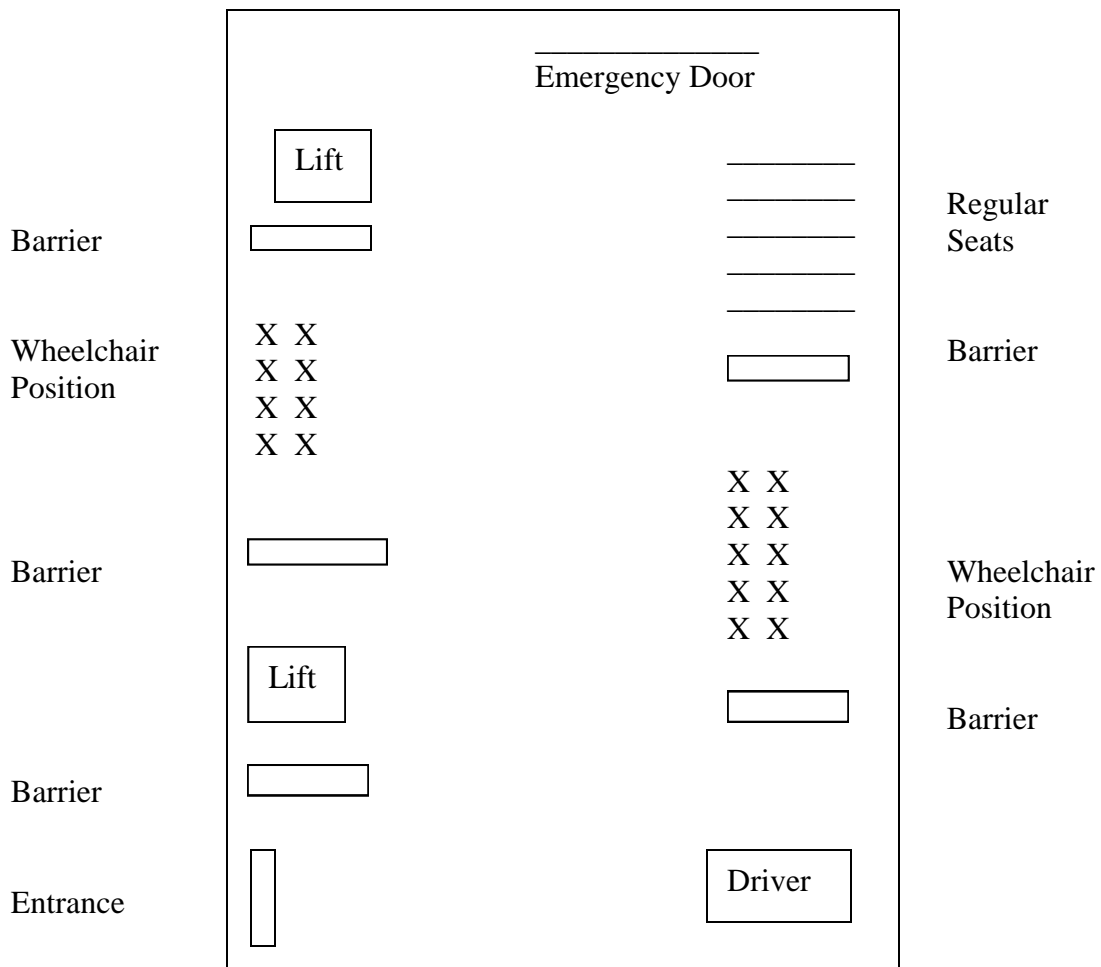 Emergency Door
Lift
Regular
Barrier
Seats
X X
Wheelchair
Barrier
X X
Position
X X
X X
X X
X X
X X
Barrier
Wheelchair
X X
Position
X X
Lift
Barrier
Barrier
Driver
Entrance